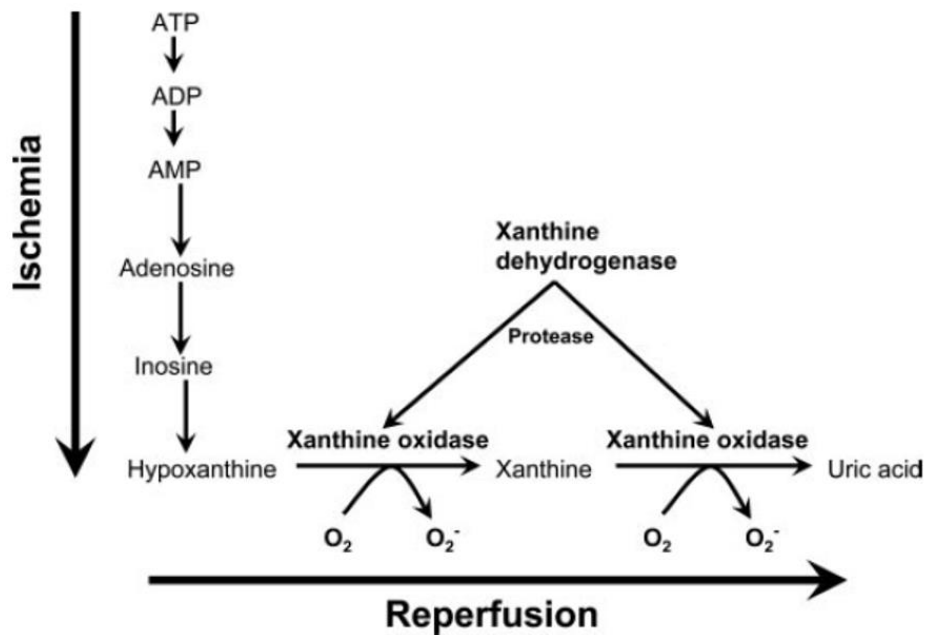 ATP
ADP
AMP
Ischemia
Xanthine
dehydrogenase
Adenosine
Protease
Inosine
Xanthine oxidase
Xanthine oxidase
Hypoxanthine
Xanthine
Uric acid
O₂
O₂⁻
O₂
O₂⁻
Reperfusion